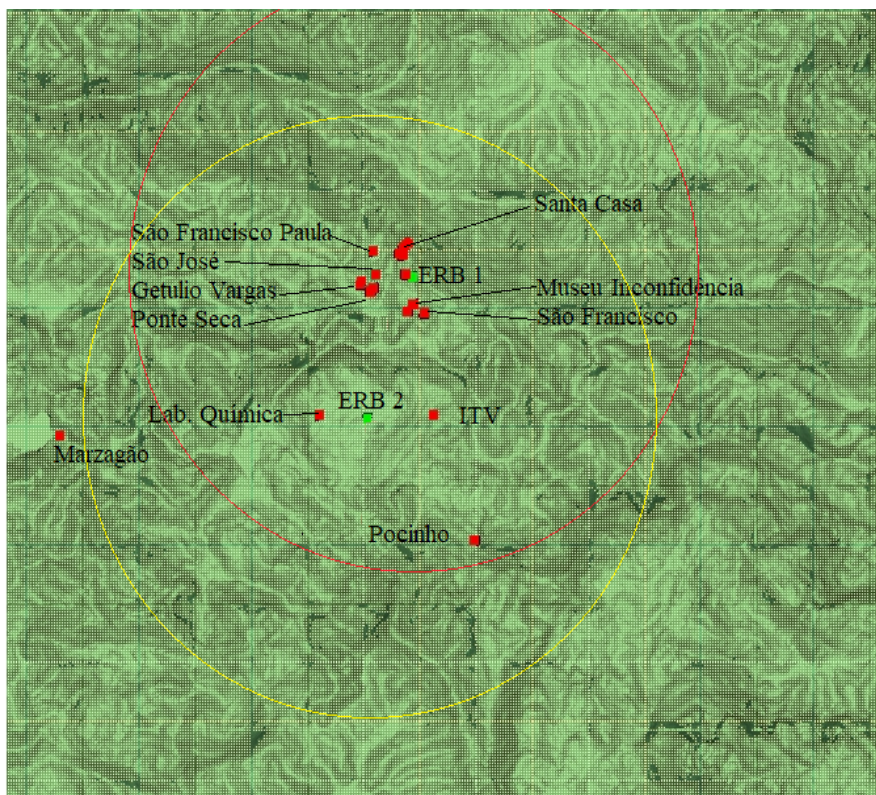 Santa Casa
São Francisco Paula
São José
ERB 1
Getulio Vargas
Museu Inconfidência
Ponte Seca
São Francisco
ERB 2
Lab. Química
ITV
Marzagão
Pocinho